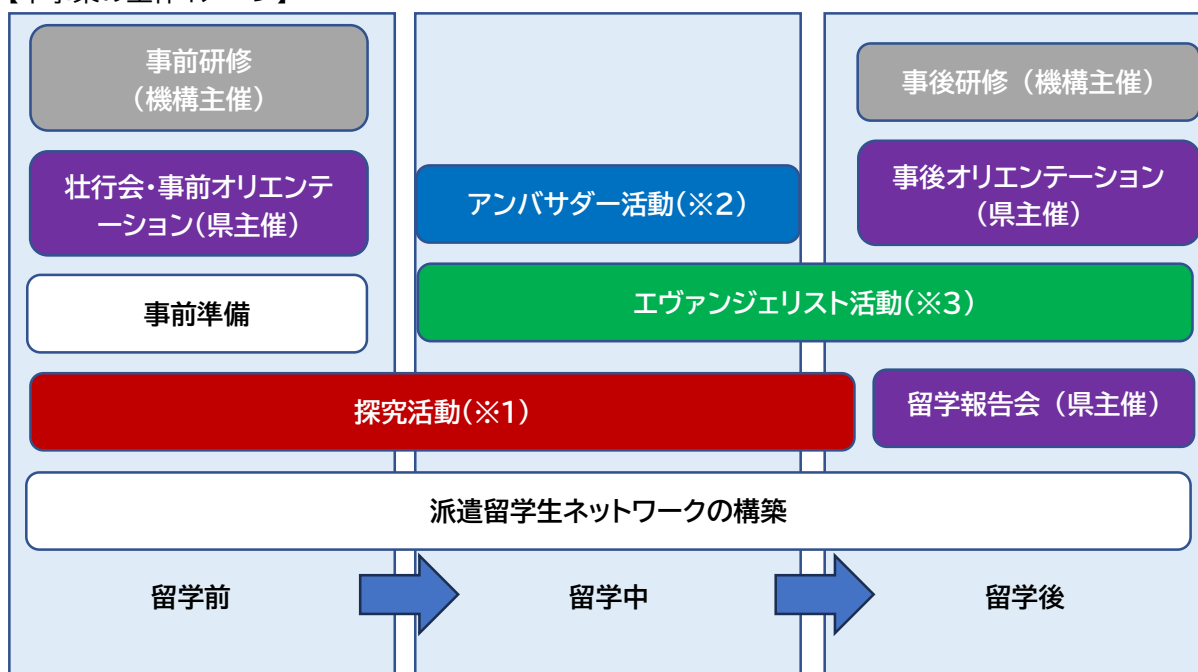 事前研修
(機構主催)
事後研修 (機構主催)
壮行会・事前オリエンテ
ーション(県主催)
アンバサダー活動(※2)
事後オリエンテーション
(県主催)
事前準備
エヴァンジェリスト活動(※3)
探究活動(※1)
留学報告会 (県主催)
派遣留学生ネットワークの構築
留学前
留学中
留学後